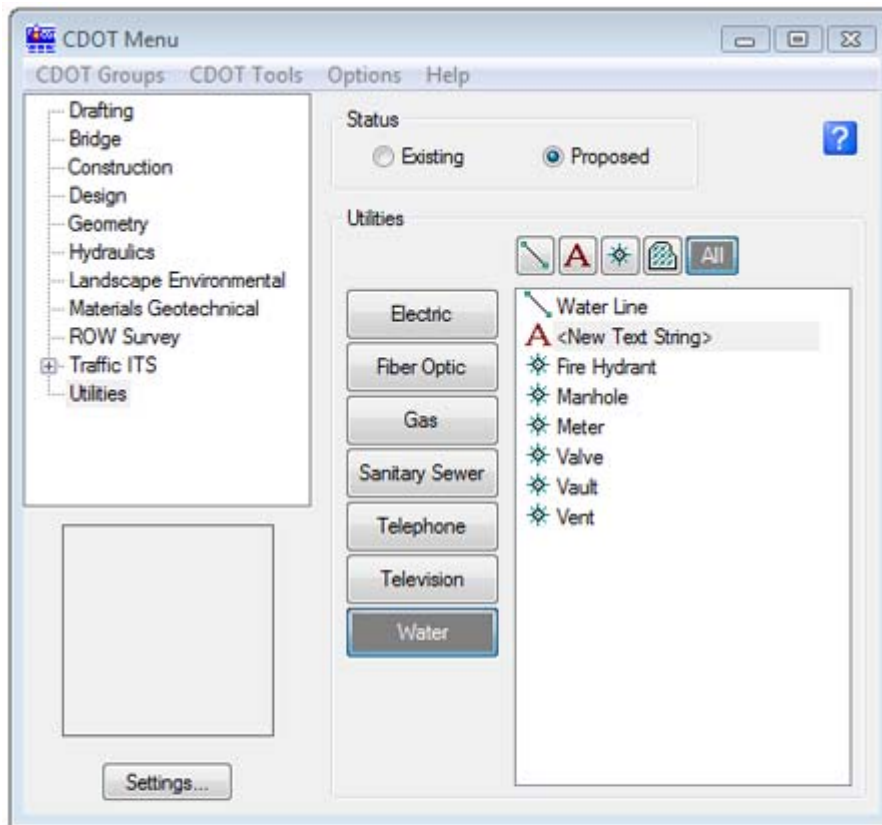 CDOT Menu
CDOT Groups CDOT Tools Options Help
Drafting
Bridge
Construction
Design
Geometry
Hydraulics
Landscape Environmental
Materials Geotechnical
ROW Survey
Traffic ITS
Utilities
Settings...
Status
Existing Proposed
?
Utilities
A All
Electric
Fiber Optic
Gas
Sanitary Sewer
Telephone
Television
Water
Water Line
A <New Text String>
Fire Hydrant
Manhole
Meter
Valve
Vault
Vent